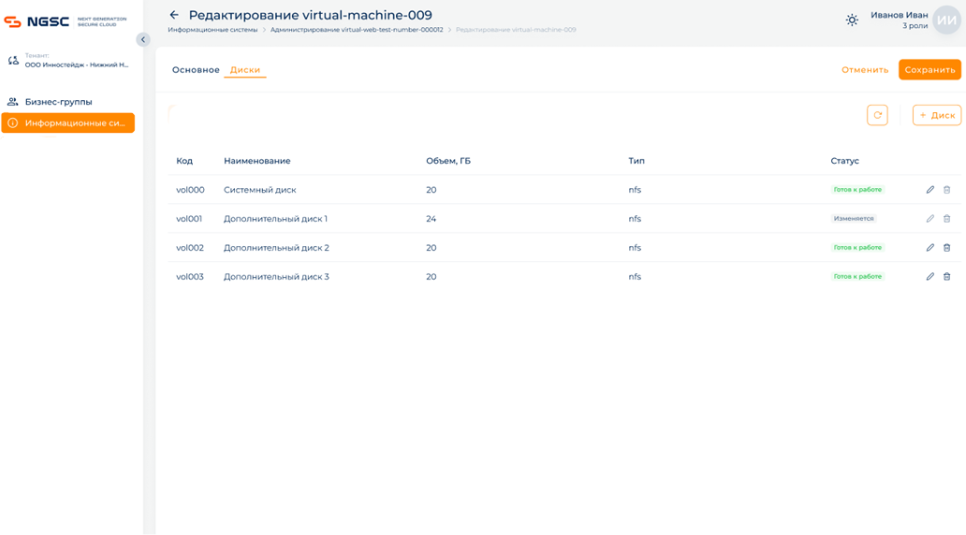 NGSC NEXT GENERATION
SECURE CLOUD
Тенант:
ООО Инностейдж - Нижний Н...
Бизнес-группы
Информационные си...
Редактирование virtual-machine-009
Информационные системы > Администрирование virtual-web-test-number-000012 > Редактирование virtual-machine-009
Иванов Иван
3 роли
ИИ
Основное Диски
Отменить Сохранить
+ Диск
Код Наименование Объем, ГБ Тип Статус
vol000 Системный диск 20 nfs Готов к работе
vol001 Дополнительный диск 1 24 nfs Изменяется
vol002 Дополнительный диск 2 20 nfs Готов к работе
vol003 Дополнительный диск 3 20 nfs Готов к работе